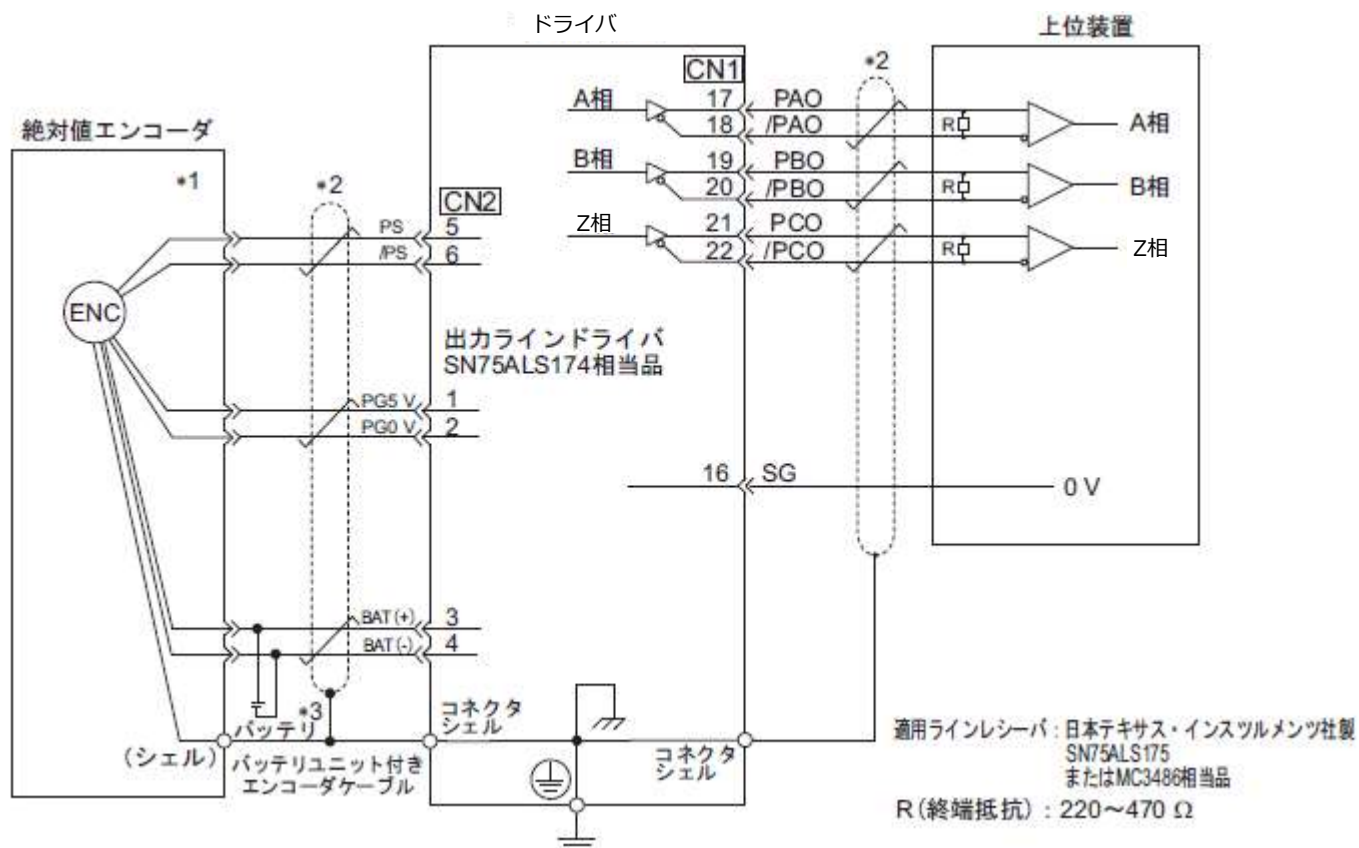 ドライバ
上位装置
絶対値エンコーダ
*1
*2
CN2
PS
5
/PS
6
ENC
PG5 V
1
PG0 V
2
BAT(+)
3
BAT(-)
4
*3
バッテリ
(シェル)
バッテリユニット付き
エンコーダケーブル
CN1
*2
A相
17
PAO
18
/PAO
R
A相
B相
19
PBO
20
/PBO
R
B相
Z相
21
PCO
22
/PCO
R
Z相
出力ラインドライバ
SN75ALS174相当品
16
SG
0 V
コネクタ
シェル
コネクタ
シェル
適用ラインレシーバ：日本テキサス・インスツルメンツ社製
SN75ALS175
またはMC3486相当品
R(終端抵抗)：220～470 Ω